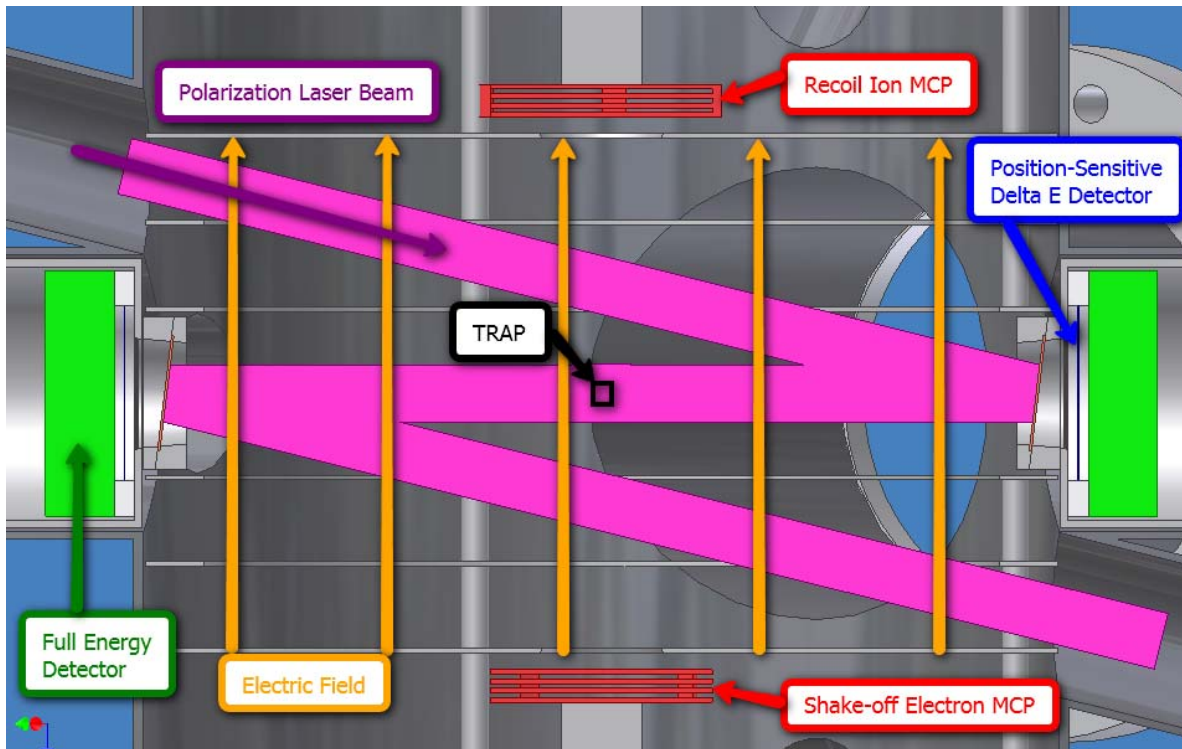 Polarization Laser Beam
Recoil Ion MCP
Position-Sensitive
Delta E Detector
TRAP
Full Energy
Detector
Electric Field
Shake-off Electron MCP